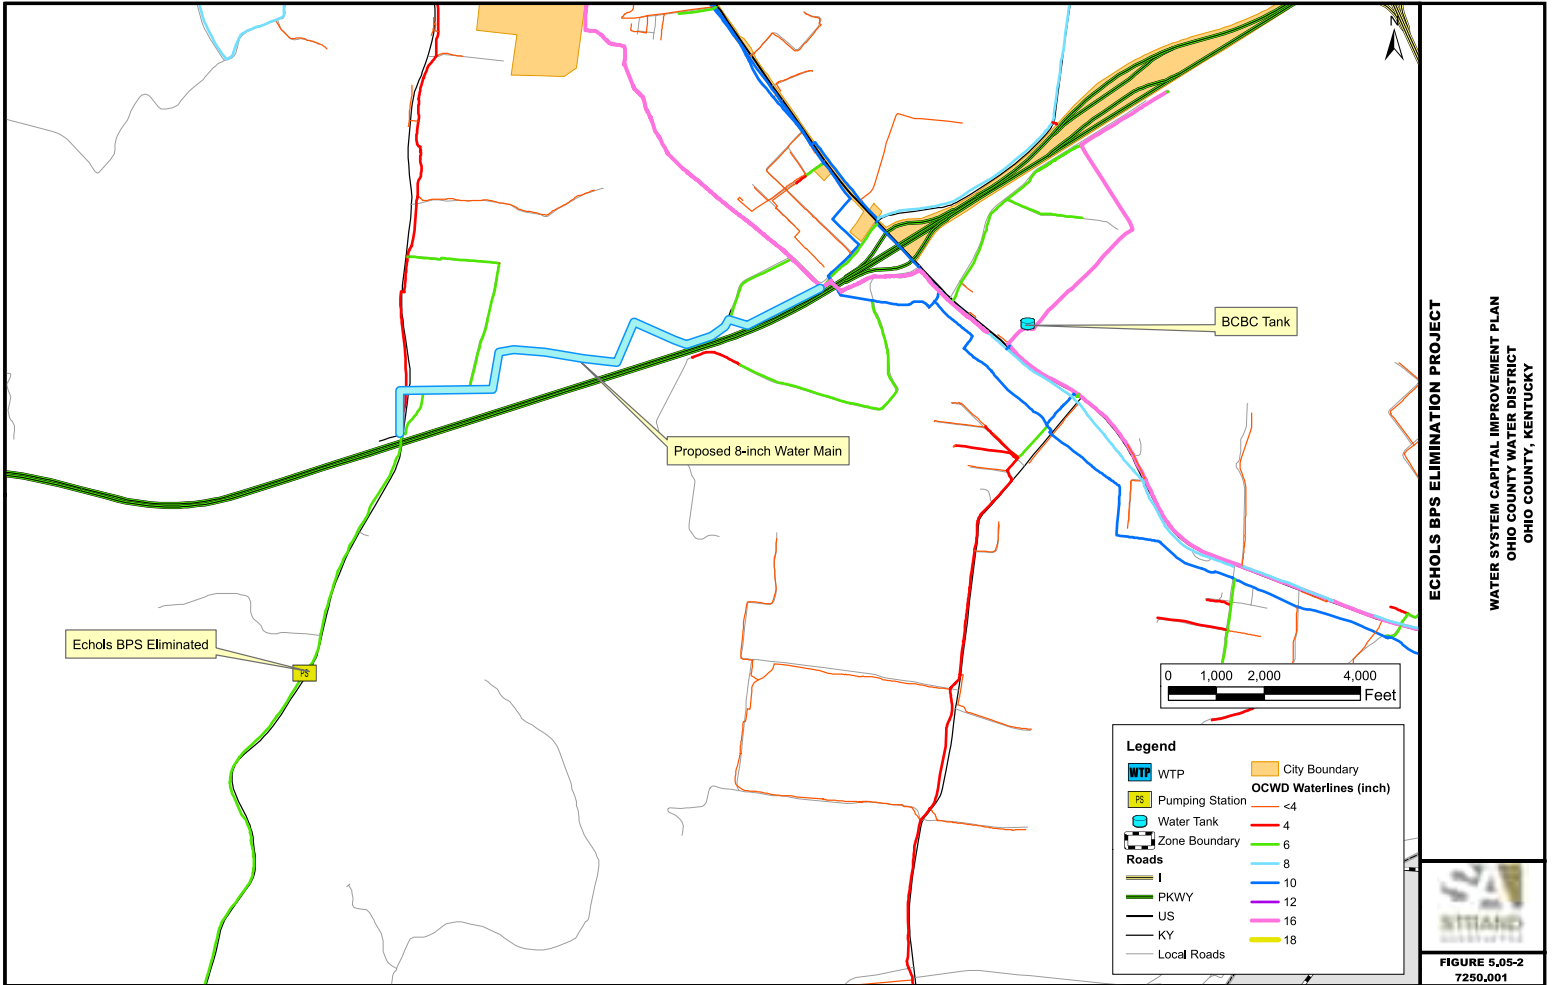 N
BCBC Tank
Proposed 8-inch Water Main
Echols BPS Eliminated
PS
0 1,000 2,000 4,000
Feet
Legend
WTP WTP
PS Pumping Station
Water Tank
Zone Boundary
Roads
I
PKWY
US
KY
Local Roads
City Boundary
OCWD Waterlines (inch)
<4
4
6
8
10
12
16
18
ECHOLS BPS ELIMINATION PROJECT
WATER SYSTEM CAPITAL IMPROVEMENT PLAN
OHIO COUNTY WATER DISTRICT
OHIO COUNTY, KENTUCKY
STRAND
FIGURE 5.05-2
7250.001